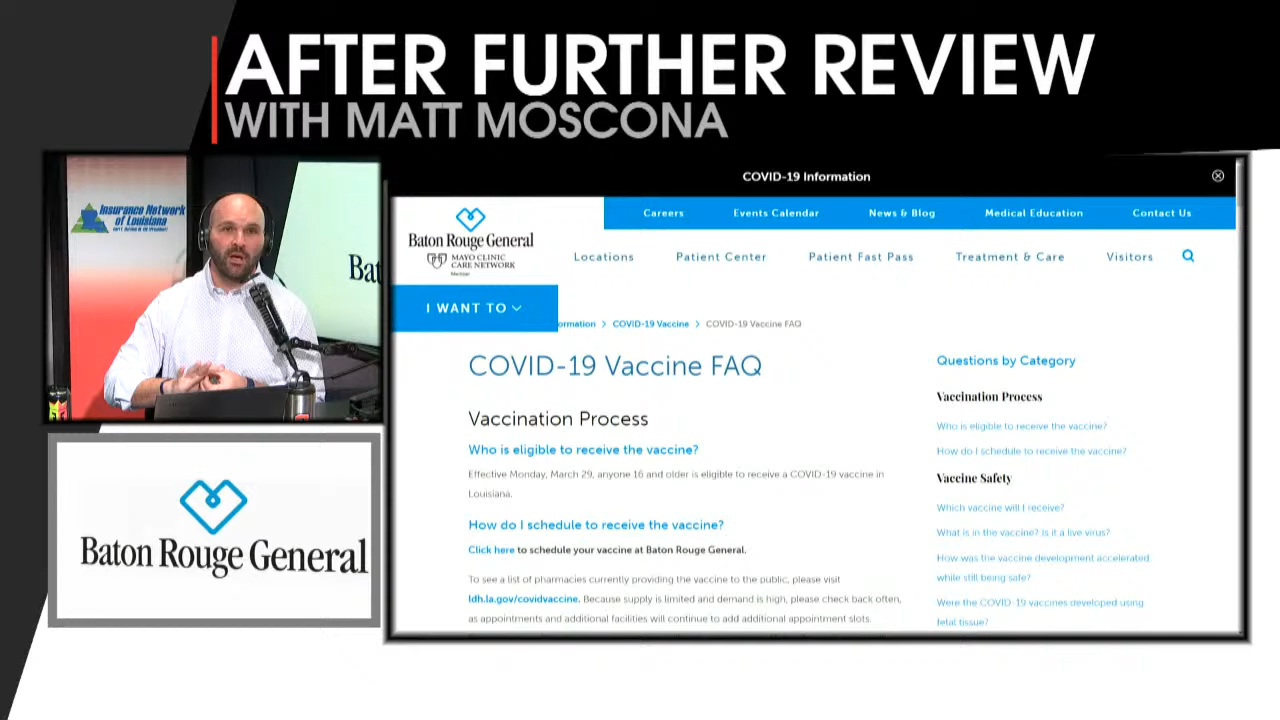 AFTER FURTHER REVIEW
WITH MATT MOSCONA
Insurance Network
of Louisiana
Bat
Baton Rouge General
COVID-19 Information
Baton Rouge General
MAYO CLINIC
CARE NETWORK
Member
Careers
Events Calendar
News & Blog
Medical Education
Contact Us
Locations
Patient Center
Patient Fast Pass
Treatment & Care
Visitors
I WANT TO
ormation > COVID-19 Vaccine > COVID-19 Vaccine FAQ
COVID-19 Vaccine FAQ
Vaccination Process
Who is eligible to receive the vaccine?
Effective Monday, March 29, anyone 16 and older is eligible to receive a COVID-19 vaccine in
Louisiana.
How do I schedule to receive the vaccine?
Click here to schedule your vaccine at Baton Rouge General.
To see a list of pharmacies currently providing the vaccine to the public, please visit
ldh.la.gov/covidvaccine. Because supply is limited and demand is high, please check back often,
as appointments and additional facilities will continue to add additional appointment slots.
Questions by Category
Vaccination Process
Who is eligible to receive the vaccine?
How do I schedule to receive the vaccine?
Vaccine Safety
Which vaccine will I receive?
What is in the vaccine? Is it a live virus?
How was the vaccine development accelerated
while still being safe?
Were the COVID-19 vaccines developed using
fetal tissue?